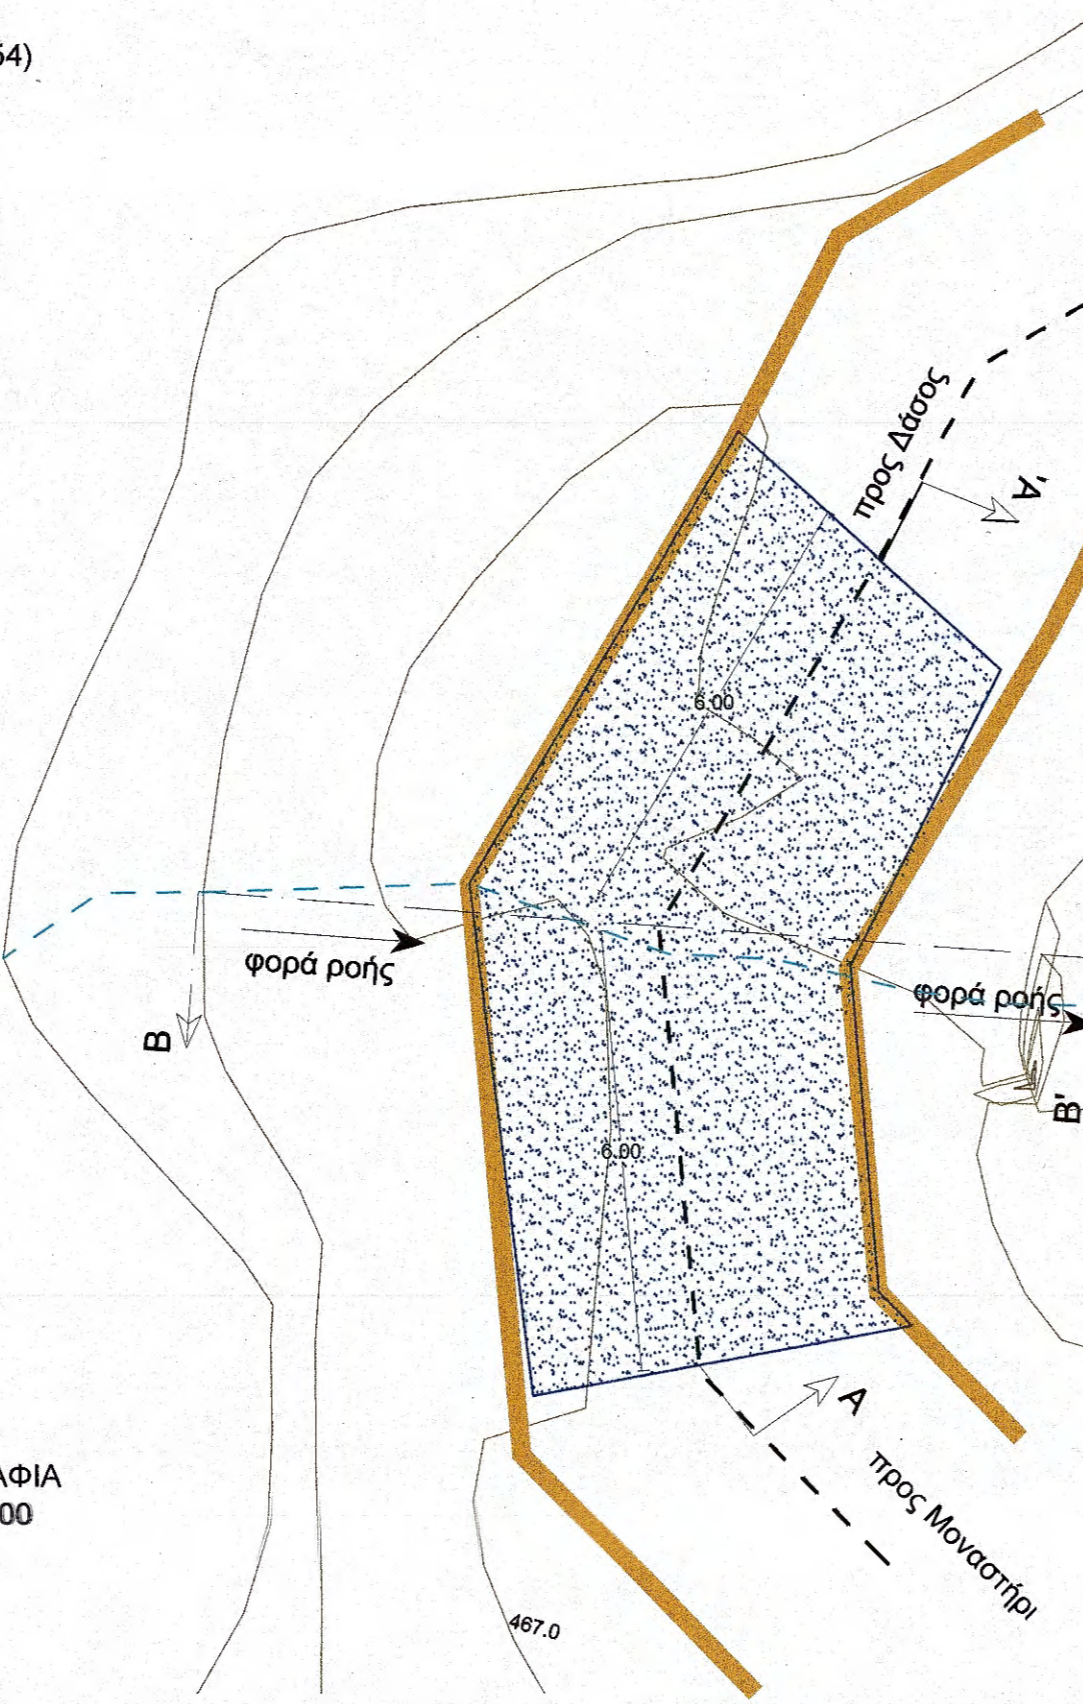 54)
προς Δάσος
Α'
6.00
φορά ροής
φορά ροής
Β
Β'
6.00
Α
προς Μοναστήρι
ΑΦΙΑ
00
467.0